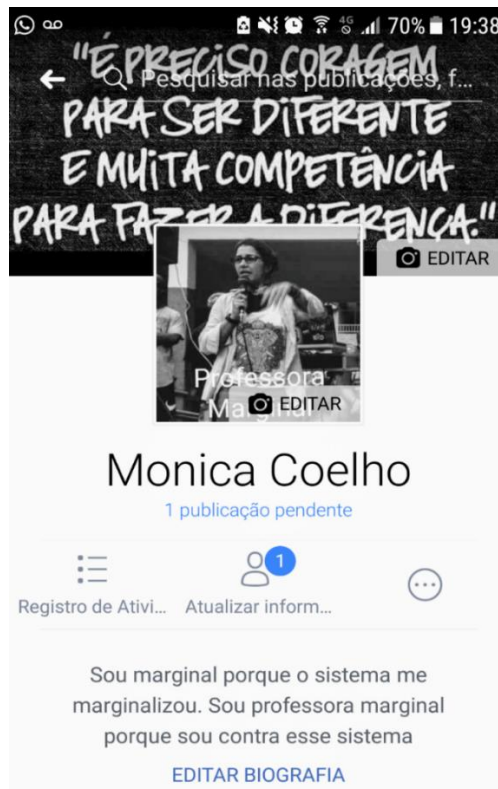 4G 70% 19:38
"É PRECISO CORAGEM
Pesquisar nas publicações, f...
PARA SER DIFERENTE
E MUITA COMPETÊNCIA
PARA FAZER A DIFERENÇA."
EDITAR
Professora
Marginal
EDITAR
Monica Coelho
1 publicação pendente
1
Registro de Ativi... Atualizar inform...
Sou marginal porque o sistema me
marginalizou. Sou professora marginal
porque sou contra esse sistema
EDITAR BIOGRAFIA